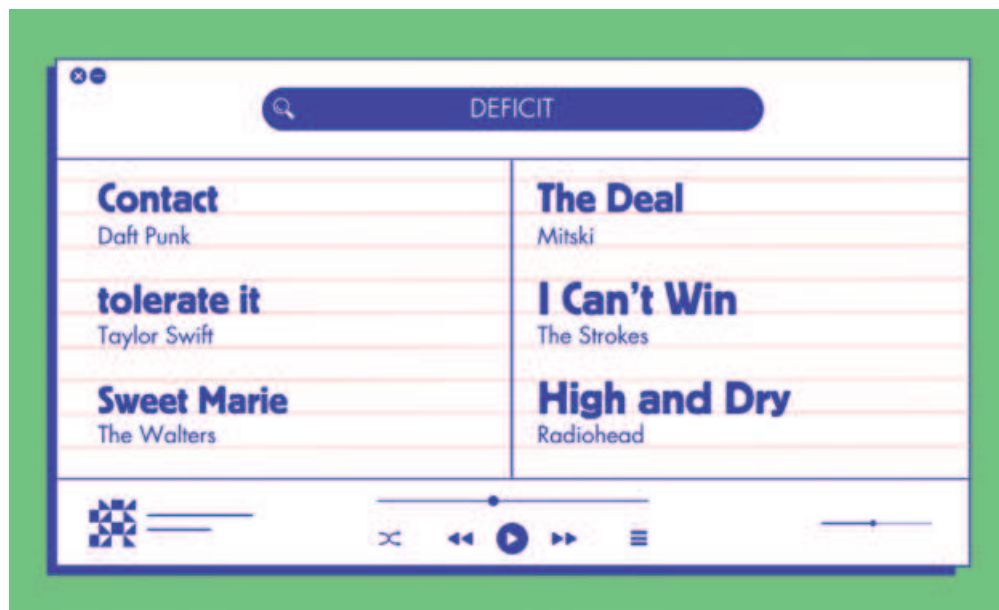 DEFICIT
Contact
Daft Punk
tolerate it
Taylor Swift
Sweet Marie
The Walters
The Deal
Mitski
I Can't Win
The Strokes
High and Dry
Radiohead